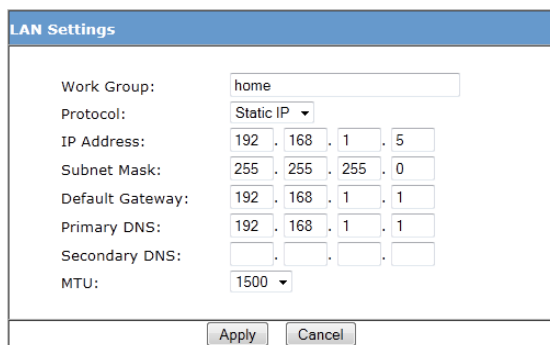 LAN Settings
Work Group: home
Protocol: Static IP
IP Address: 192 . 168 . 1 . 5
Subnet Mask: 255 . 255 . 255 . 0
Default Gateway: 192 . 168 . 1 . 1
Primary DNS: 192 . 168 . 1 . 1
Secondary DNS: . . .
MTU: 1500
Apply Cancel